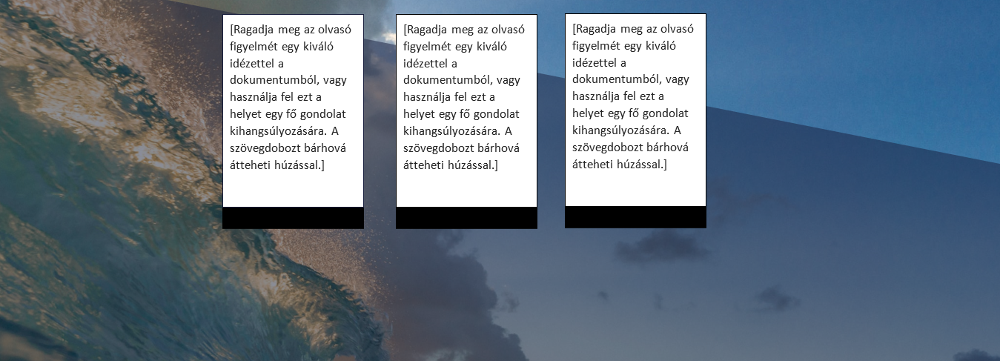 [Ragadja meg az olvasó
figyelmét egy kiváló
idézettel a
dokumentumból, vagy
használja fel ezt a
helyet egy fő gondolat
kihangsúlyozására. A
szövegdobozt bárhová
átteheti húzással.]
[Ragadja meg az olvasó
figyelmét egy kiváló
idézettel a
dokumentumból, vagy
használja fel ezt a
helyet egy fő gondolat
kihangsúlyozására. A
szövegdobozt bárhová
átteheti húzással.]
[Ragadja meg az olvasó
figyelmét egy kiváló
idézettel a
dokumentumból, vagy
használja fel ezt a
helyet egy fő gondolat
kihangsúlyozására. A
szövegdobozt bárhová
átteheti húzással.]